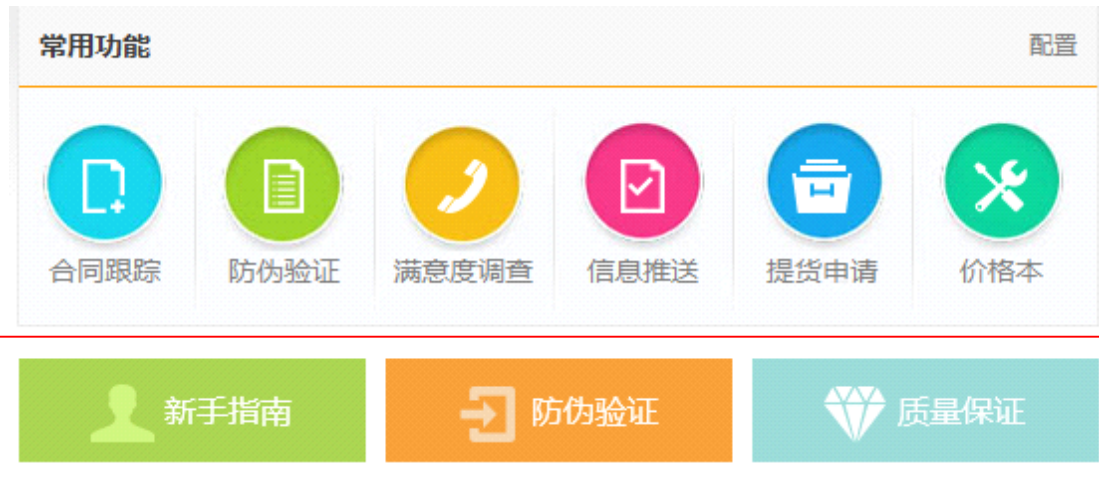 常用功能 配置
合同跟踪 防伪验证 满意度调查 信息推送 提货申请 价格本
新手指南 防伪验证 质量保证